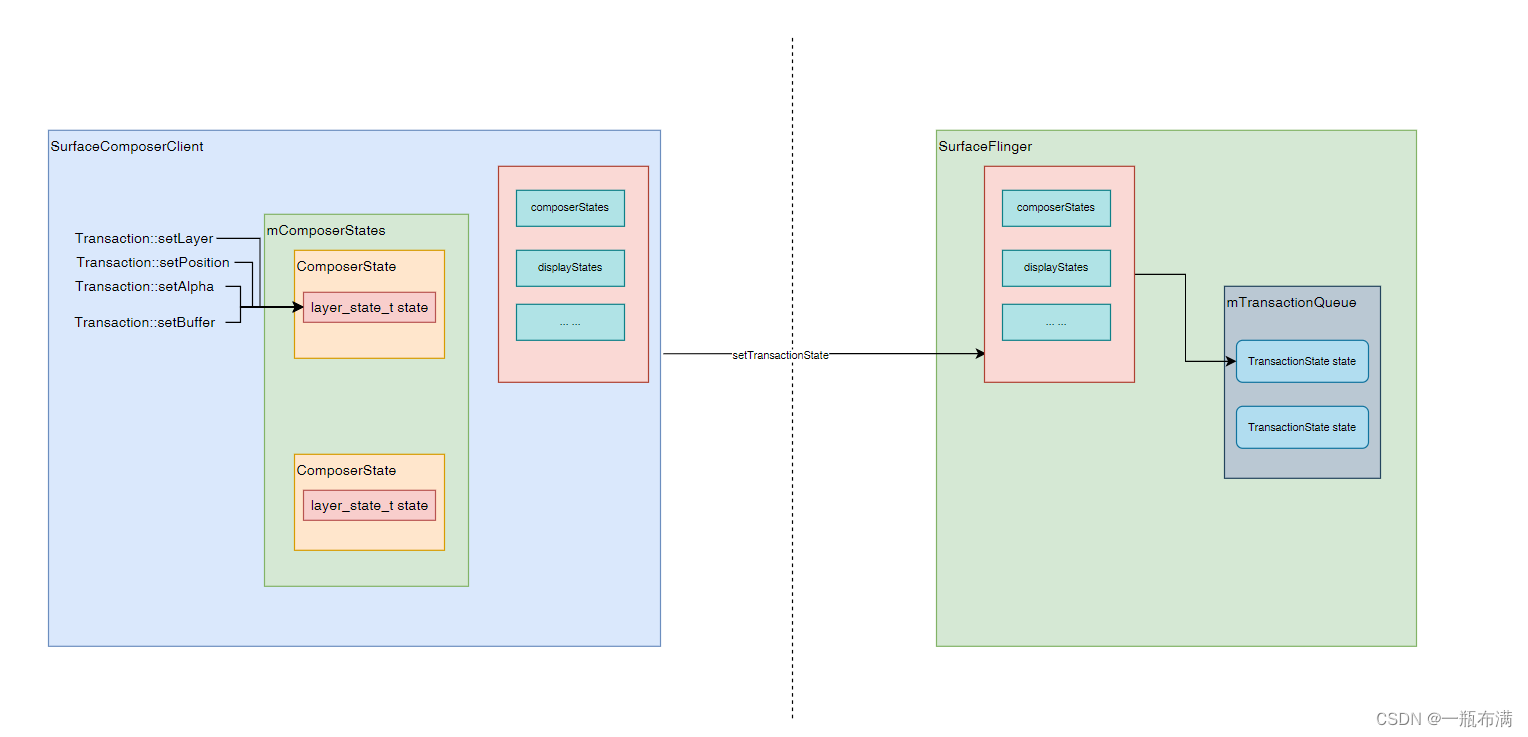 SurfaceComposerClient
Transaction::setLayer
Transaction::setPosition
Transaction::setAlpha
Transaction::setBuffer
mComposerStates
ComposerState
layer_state_t state
ComposerState
layer_state_t state
composerStates
displayStates
... ...
setTransactionState
SurfaceFlinger
composerStates
displayStates
... ...
mTransactionQueue
TransactionState state
TransactionState state
CSDN @一瓶布满